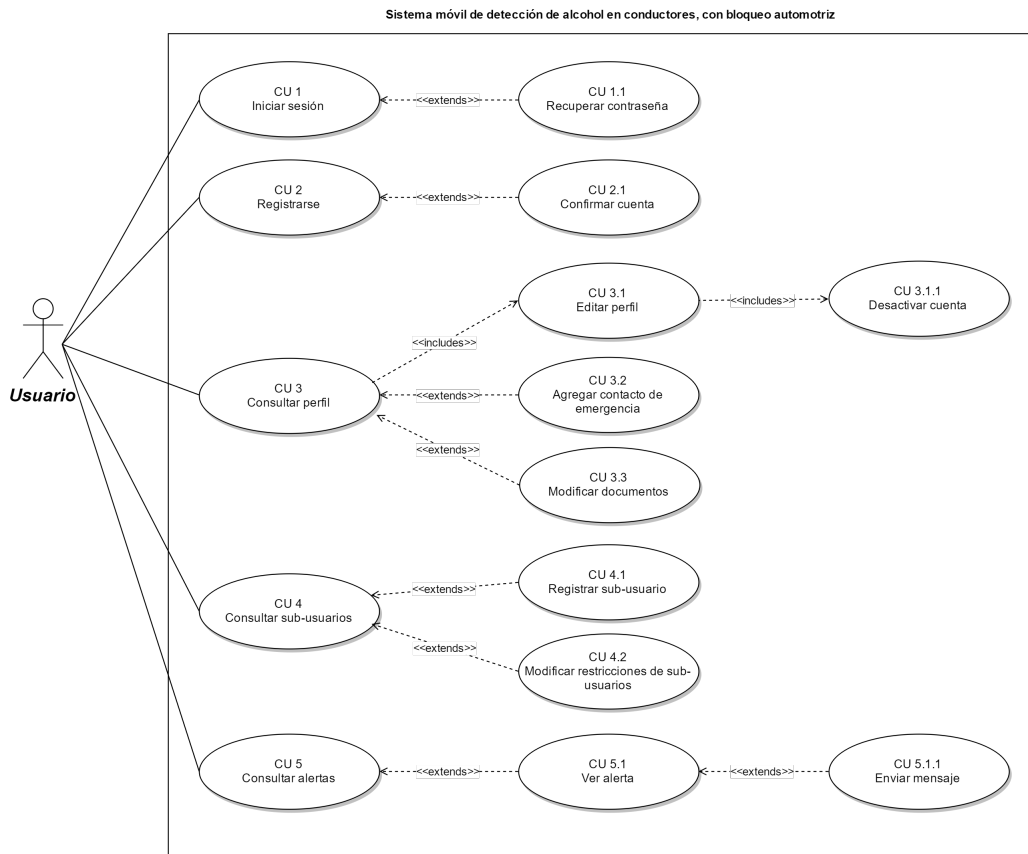 Sistema móvil de detección de alcohol en conductores, con bloqueo automotriz
CU 1
Iniciar sesión
<<extends>>
CU 1.1
Recuperar contraseña
CU 2
Registrarse
<<extends>>
CU 2.1
Confirmar cuenta
CU 3.1
Editar perfil
<<includes>>
CU 3.1.1
Desactivar cuenta
<<includes>>
Usuario
CU 3
Consultar perfil
<<extends>>
CU 3.2
Agregar contacto de
emergencia
<<extends>>
CU 3.3
Modificar documentos
CU 4
Consultar sub-usuarios
<<extends>>
CU 4.1
Registrar sub-usuario
<<extends>>
CU 4.2
Modificar restricciones de sub-
usuarios
CU 5
Consultar alertas
<<extends>>
CU 5.1
Ver alerta
<<extends>>
CU 5.1.1
Enviar mensaje